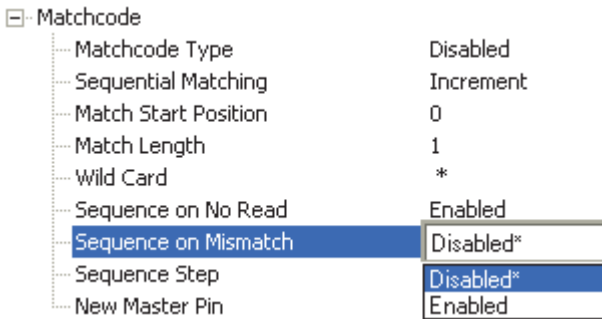 Matchcode
Matchcode Type Disabled
Sequential Matching Increment
Match Start Position 0
Match Length 1
Wild Card *
Sequence on No Read Enabled
Sequence on Mismatch Disabled*
Sequence Step Disabled*
New Master Pin Enabled